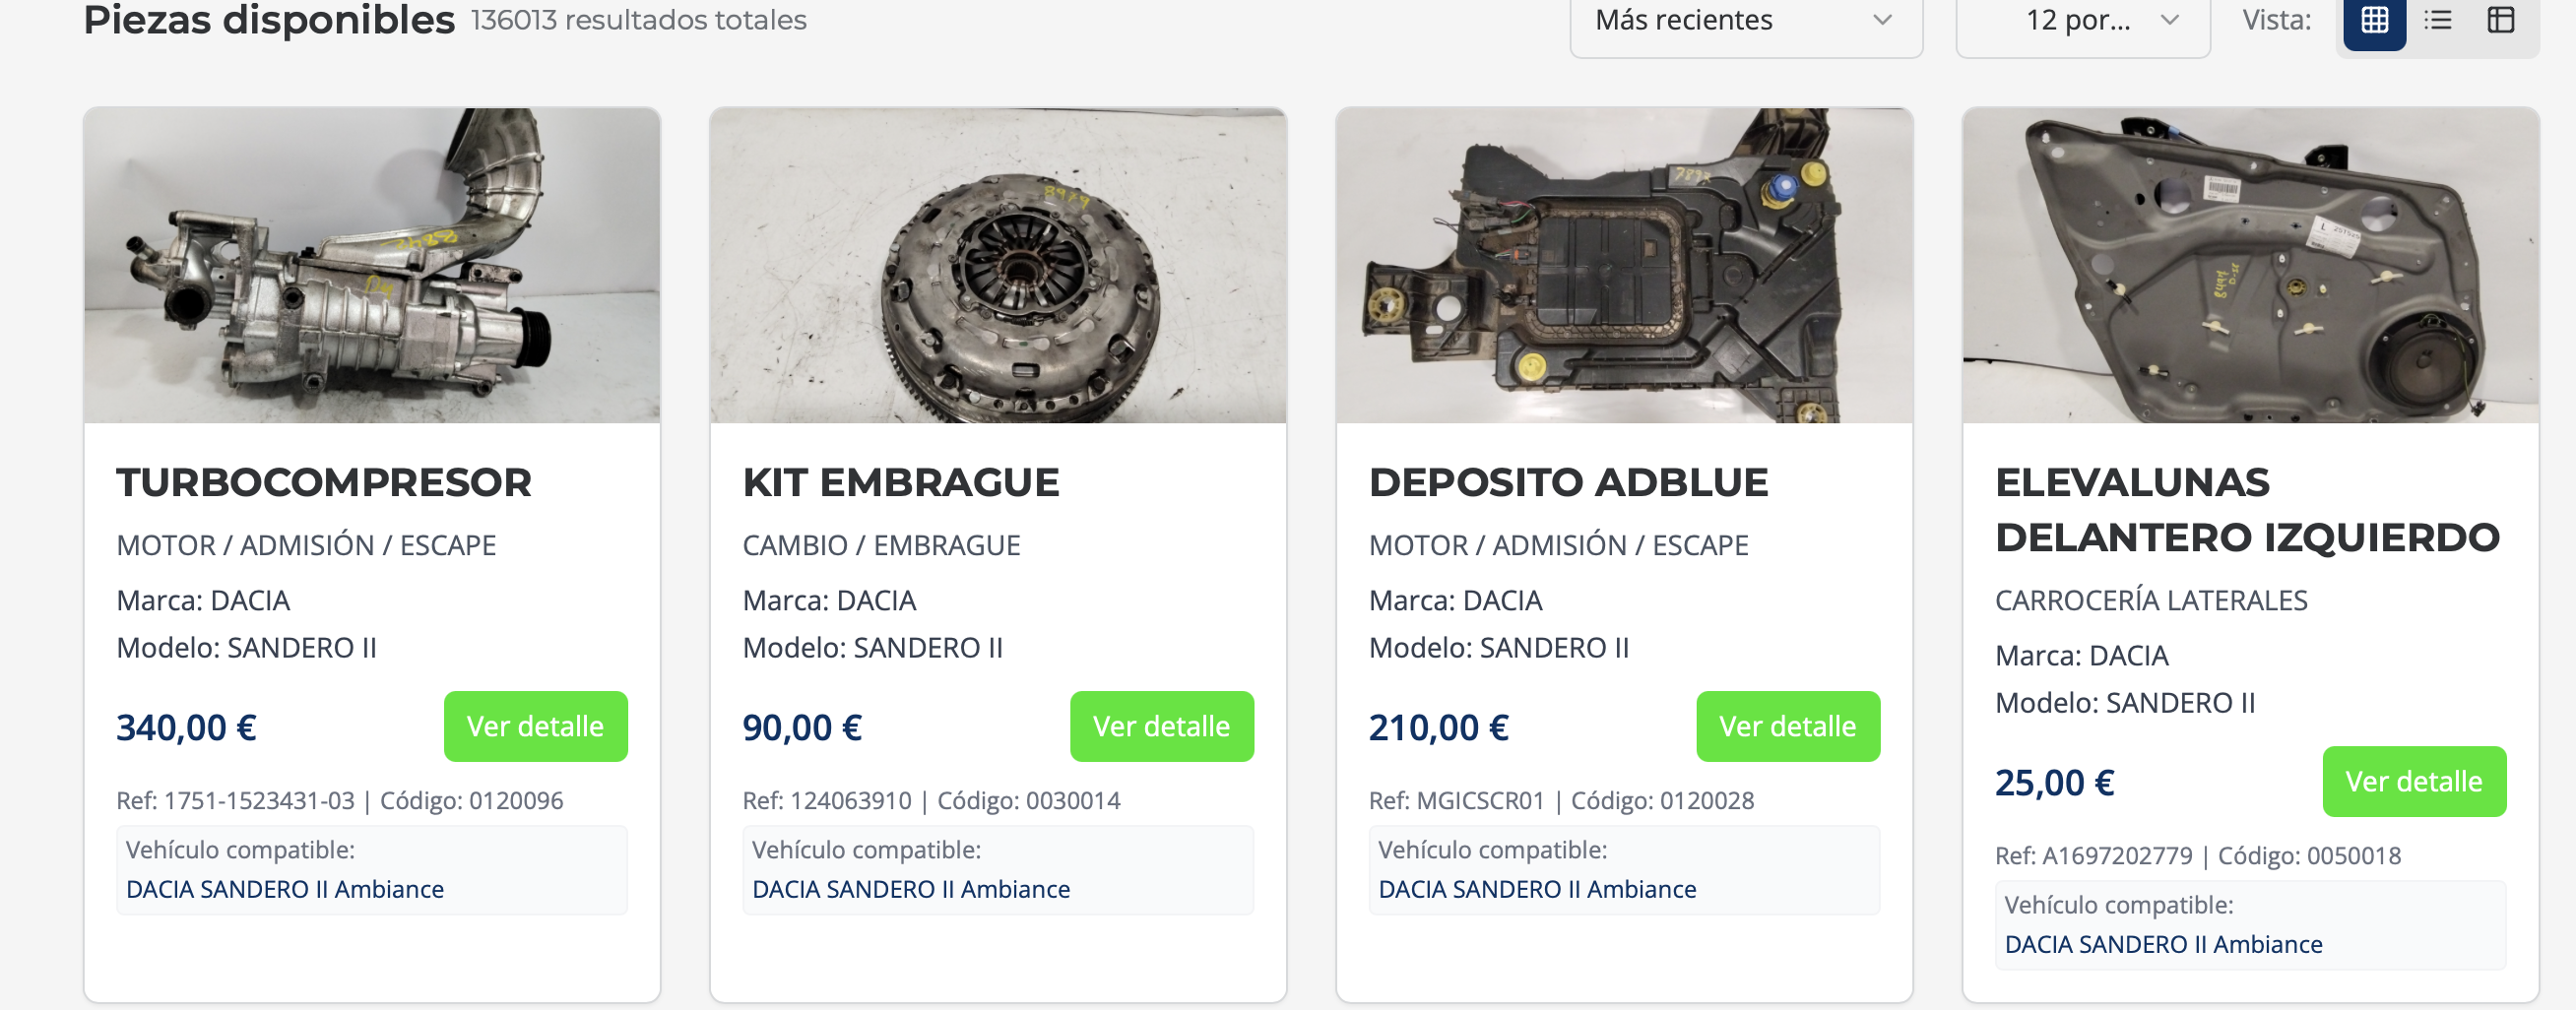 Piezas disponibles 136013 resultados totales
Más recientes
12 por...
Vista:
8979
TURBOCOMPRESOR
MOTOR / ADMISIÓN / ESCAPE
Marca: DACIA
Modelo: SANDERO II
340,00 €
Ver detalle
Ref: 1751-1523431-03 | Código: 0120096
Vehículo compatible:
DACIA SANDERO II Ambiance
KIT EMBRAGUE
CAMBIO / EMBRAGUE
Marca: DACIA
Modelo: SANDERO II
90,00 €
Ver detalle
Ref: 124063910 | Código: 0030014
Vehículo compatible:
DACIA SANDERO II Ambiance
DEPOSITO ADBLUE
MOTOR / ADMISIÓN / ESCAPE
Marca: DACIA
Modelo: SANDERO II
210,00 €
Ver detalle
Ref: MGICSCR01 | Código: 0120028
Vehículo compatible:
DACIA SANDERO II Ambiance
ELEVALUNAS
DELANTERO IZQUIERDO
CARROCERÍA LATERALES
Marca: DACIA
Modelo: SANDERO II
25,00 €
Ver detalle
Ref: A1697202779 | Código: 0050018
Vehículo compatible:
DACIA SANDERO II Ambiance